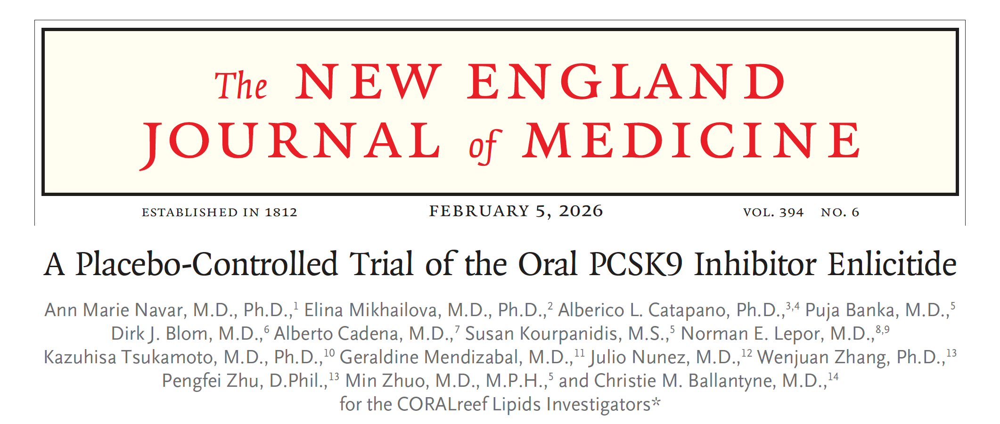 The NEW ENGLAND
JOURNAL of MEDICINE
ESTABLISHED IN 1812 FEBRUARY 5, 2026 VOL. 394 NO. 6
A Placebo-Controlled Trial of the Oral PCSK9 Inhibitor Enlicitide
Ann Marie Navar, M.D., Ph.D.,1 Elina Mikhailova, M.D., Ph.D.,2 Alberico L. Catapano, Ph.D.,3,4 Puja Banka, M.D.,5
Dirk J. Blom, M.D.,6 Alberto Cadena, M.D.,7 Susan Kourpanidis, M.S.,5 Norman E. Lepor, M.D.,8,9
Kazuhisa Tsukamoto, M.D., Ph.D.,10 Geraldine Mendizabal, M.D.,11 Julio Nunez, M.D.,12 Wenjuan Zhang, Ph.D.,13
Pengfei Zhu, D.Phil.,13 Min Zhuo, M.D., M.P.H.,5 and Christie M. Ballantyne, M.D.,14
for the CORALreef Lipids Investigators*